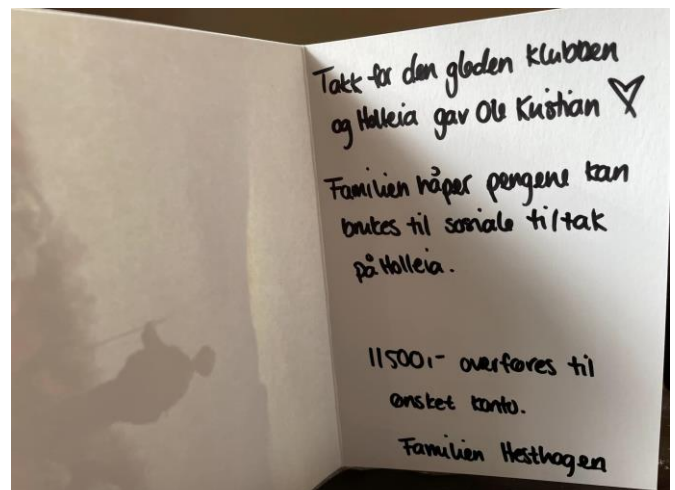 Takk for den gleden klubben
og Holleia gav Ole Kristian
Familien håper pengene kan
brukes til sosiale tiltak
på Holleia.
11500,- overføres til
ønsket konto.
Familien Hesthagen